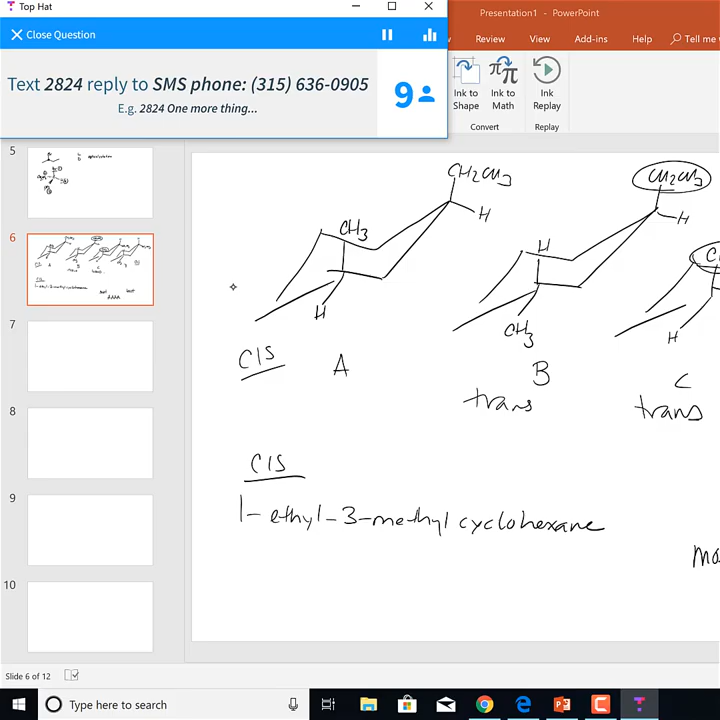 Top Hat
Close Question
Text 2824 reply to SMS phone: (315) 636-0905
E.g. 2824 One more thing...
9
Presentation1 - PowerPoint
Review View Add-ins Help Tell me
Ink to Shape
Ink to Math
Ink Replay
Convert
Replay
5
6
7
8
9
10
CH2CH3
H
CH3
H
CIS
A
CH2CH3
H
H
CH3
B
trans
H
C
trans
CIS
1-ethyl-3-methylcyclohexane
Slide 6 of 12
Type here to search